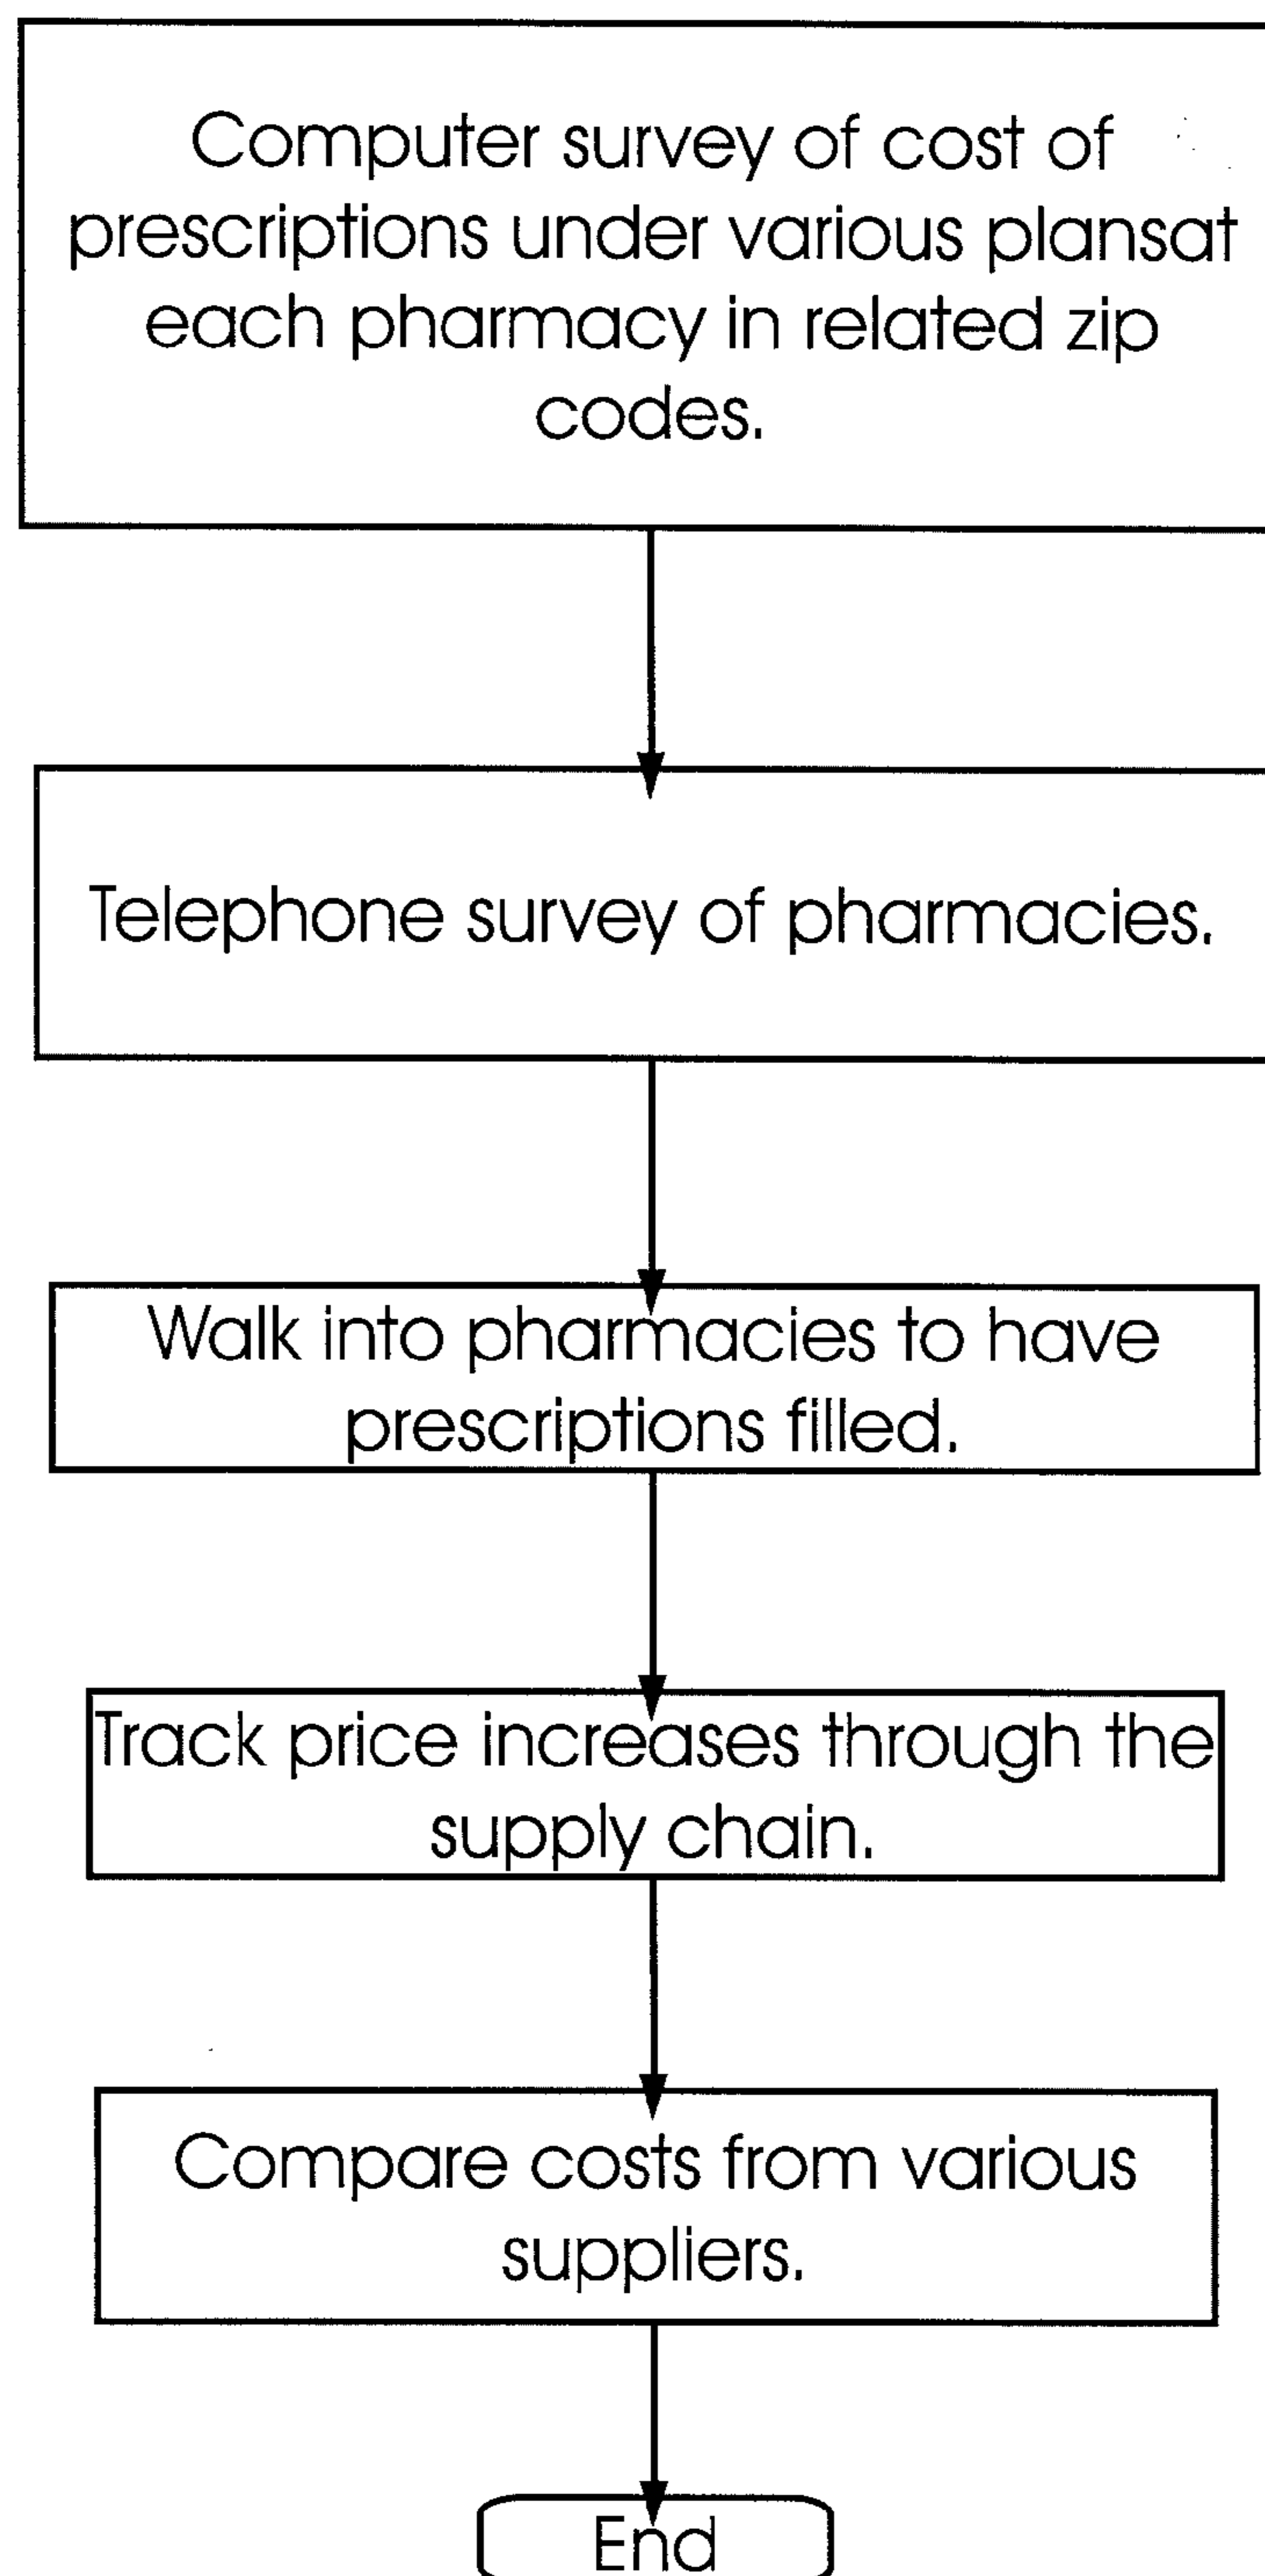 Computer survey of cost of
prescriptions under various plansat
each pharmacy in related zip
codes.
Telephone survey of pharmacies.
Walk into pharmacies to have
prescriptions filled.
Track price increases through the
supply chain.
Compare costs from various
suppliers.
End